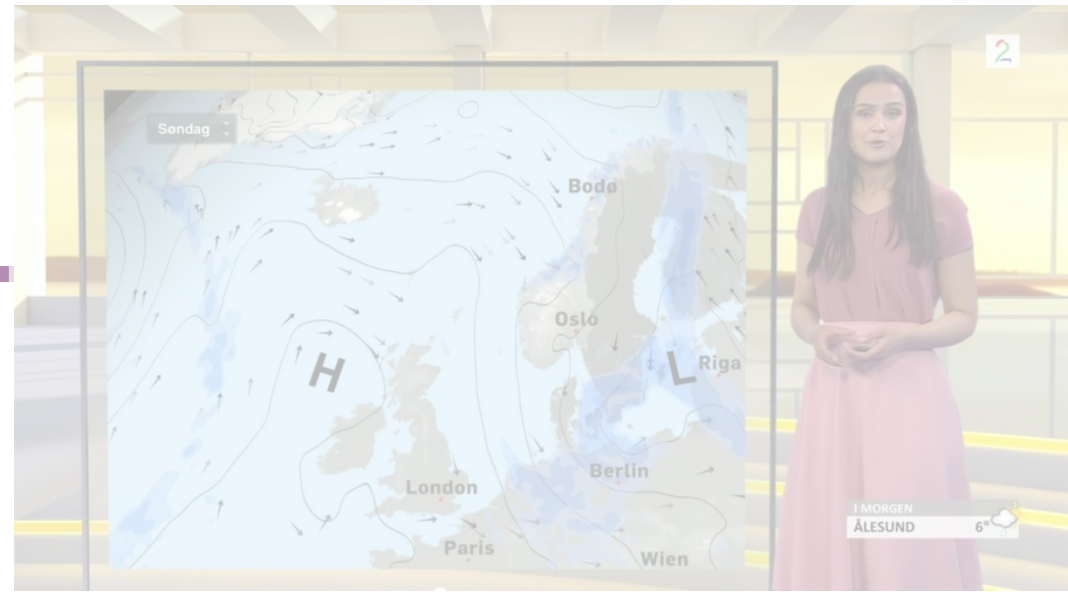 2
Søndag
Bodø
Oslo
H
L
Riga
Berlin
London
Paris
Wien
I MORGEN
ÅLESUND 6°